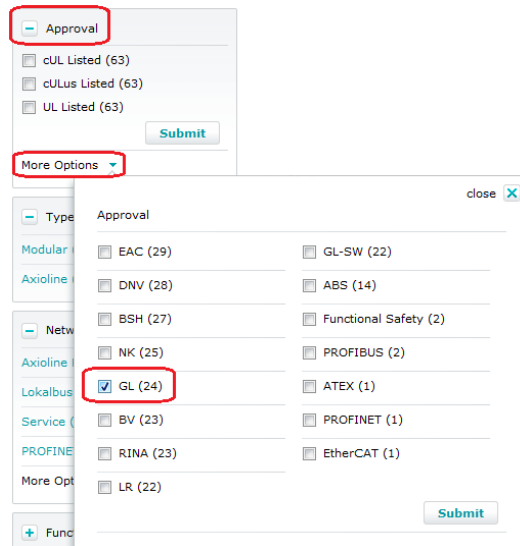 Approval
cUL Listed (63)
cULus Listed (63)
UL Listed (63)
Submit
More Options
close
Type
Approval
Modular
EAC (29)
GL-SW (22)
Axioline
DNV (28)
ABS (14)
BSH (27)
Functional Safety (2)
Netw
NK (25)
PROFIBUS (2)
Axioline
GL (24)
ATEX (1)
Lokalbus
Service (
BV (23)
PROFINET (1)
PROFINE
RINA (23)
EtherCAT (1)
More Opt
LR (22)
Submit
Func